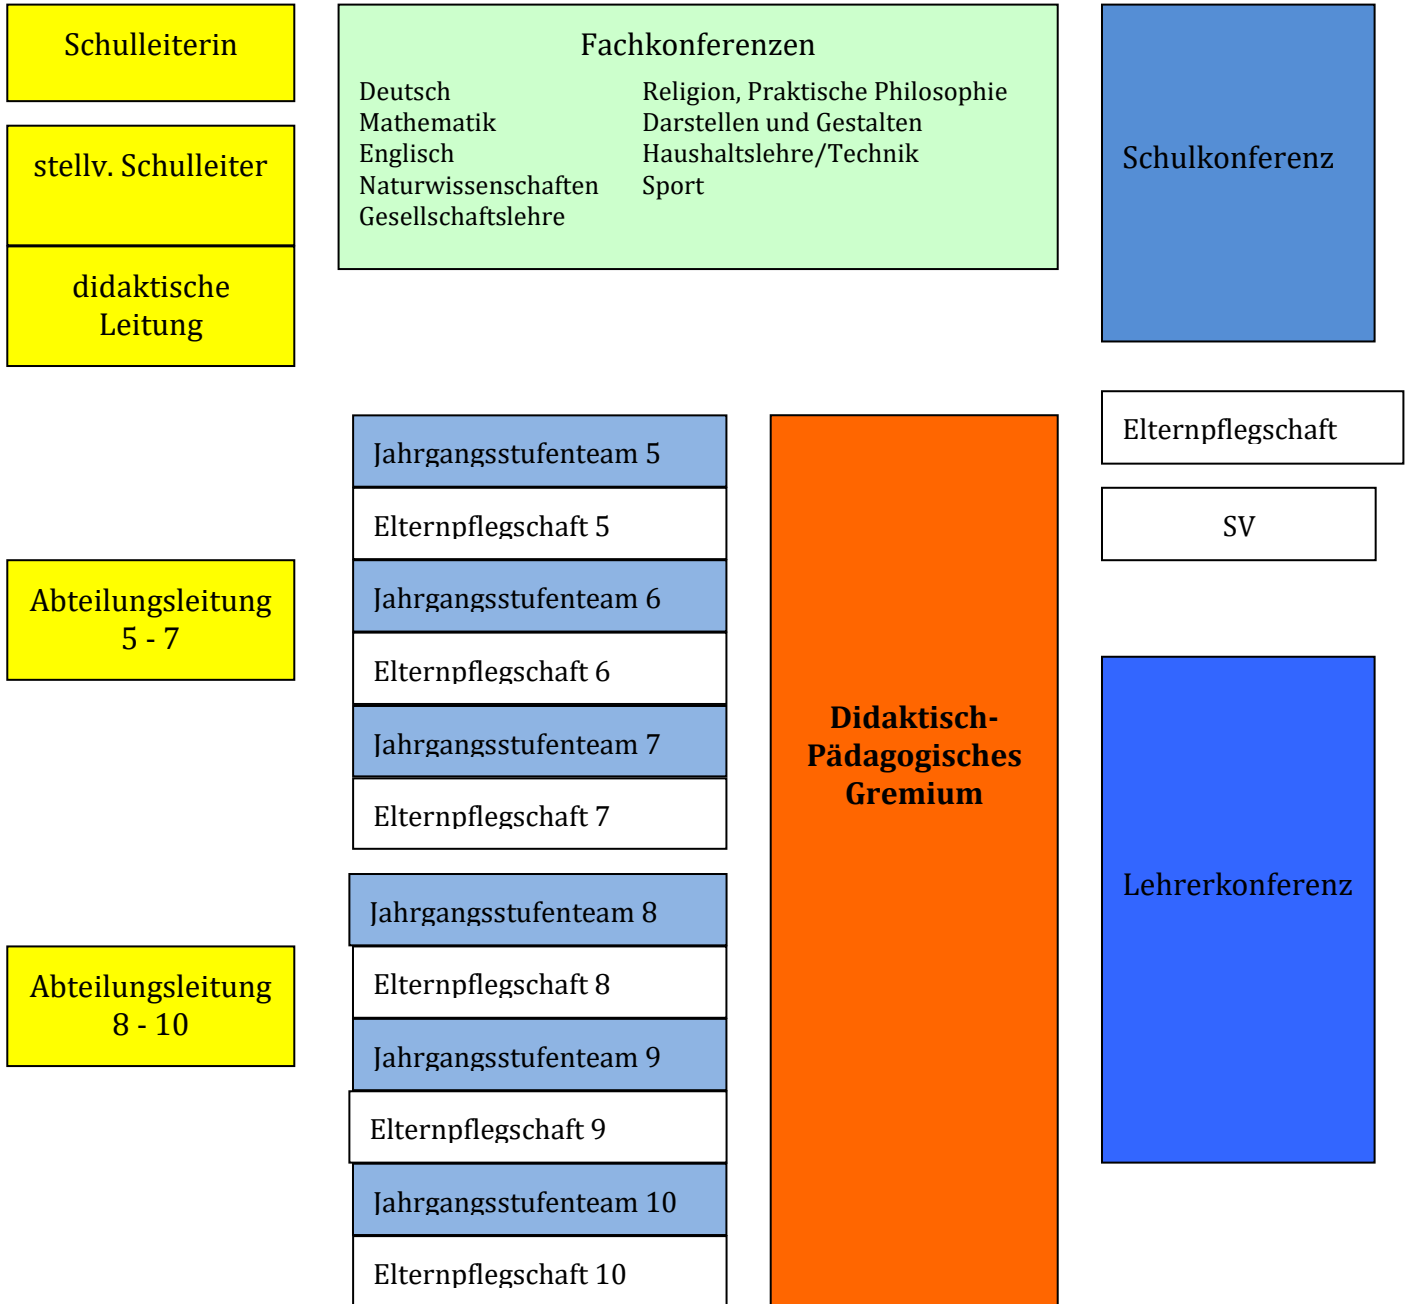 Schulleiterin
stellv. Schulleiter
didaktische
Leitung
Fachkonferenzen
Deutsch
Mathematik
Englisch
Naturwissenschaften
Gesellschaftslehre
Religion, Praktische Philosophie
Darstellen und Gestalten
Haushaltslehre/Technik
Sport
Schulkonferenz
Elternpflegschaft
SV
Abteilungsleitung
5 - 7
Jahrgangsstufenteam 5
Elternpflegschaft 5
Jahrgangsstufenteam 6
Elternpflegschaft 6
Jahrgangsstufenteam 7
Elternpflegschaft 7
Abteilungsleitung
8 - 10
Jahrgangsstufenteam 8
Elternpflegschaft 8
Jahrgangsstufenteam 9
Elternpflegschaft 9
Jahrgangsstufenteam 10
Elternpflegschaft 10
Didaktisch-
Pädagogisches
Gremium
Lehrerkonferenz